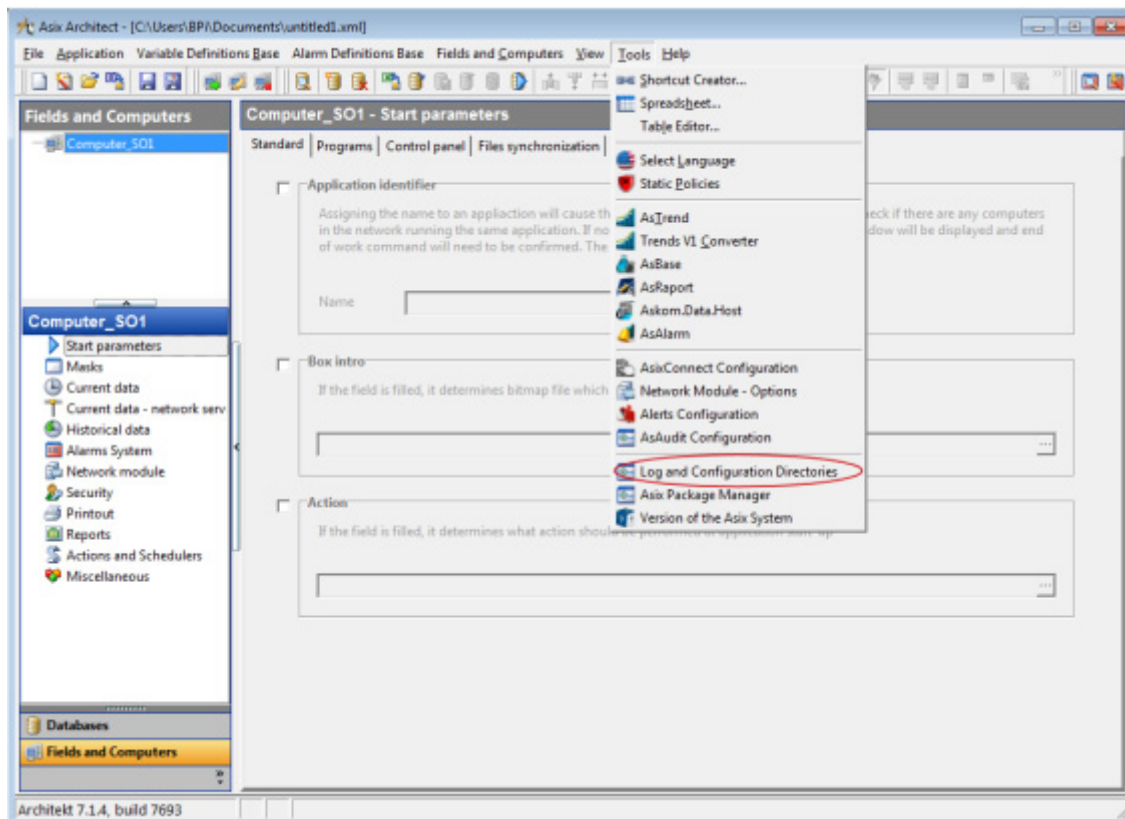 Asix Architect - [C:\Users\BPI\Documents\untitled1.xml]
File Application Variable Definitions Base Alarm Definitions Base Fields and Computers View Tools Help
Fields and Computers
Computer_SO1
Computer_SO1
Start parameters
Masks
Current data
Current data - network serv
Historical data
Alarms System
Network module
Security
Printout
Reports
Actions and Schedulers
Miscellaneous
Databases
Fields and Computers
Computer_SO1 - Start parameters
Standard Programs Control panel Files synchronization
Application identifier
Assigning the name to an appliaction will cause th eck if there are any computers
in the network running the same application. If no dow will be displayed and end
of work command will need to be confirmed. The
Name
Box intro
If the field is filled, it determines bitmap file which
Action
If the field is filled, it determines what action should be performed at application start-up
Shortcut Creator...
Spreadsheet...
Table Editor...
Select Language
Static Policies
AsTrend
Trends V1 Converter
AsBase
AsRaport
Askom.Data.Host
AsAlarm
AsixConnect Configuration
Network Module - Options
Alerts Configuration
AsAudit Configuration
Log and Configuration Directories
Asix Package Manager
Version of the Asix System
Architekt 7.1.4, build 7693